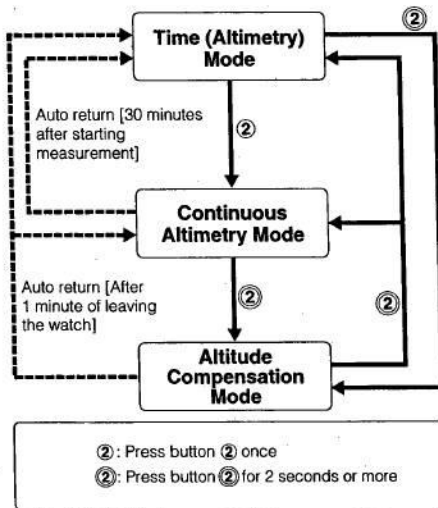 ②
Time (Altimetry)
Mode
Auto return [30 minutes
after starting
measurement]
②
Continuous
Altimetry Mode
Auto return [After
1 minute of leaving
the watch]
②
②
Altitude
Compensation
Mode
②: Press button ② once
②: Press button ② for 2 seconds or more